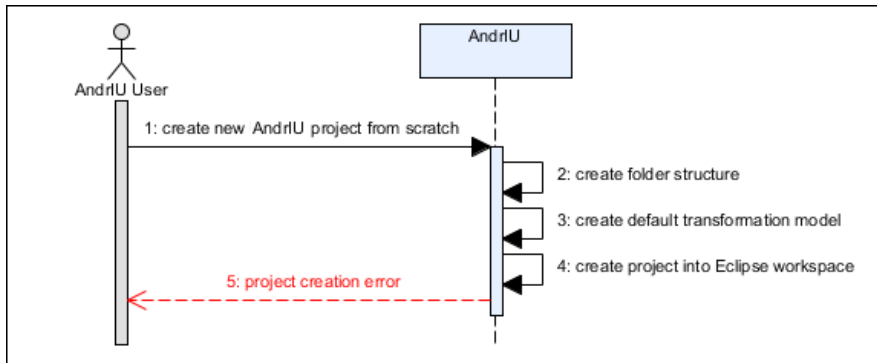 AndrIU
AndrIU User
1: create new AndrIU project from scratch
2: create folder structure
3: create default transformation model
4: create project into Eclipse workspace
5: project creation error